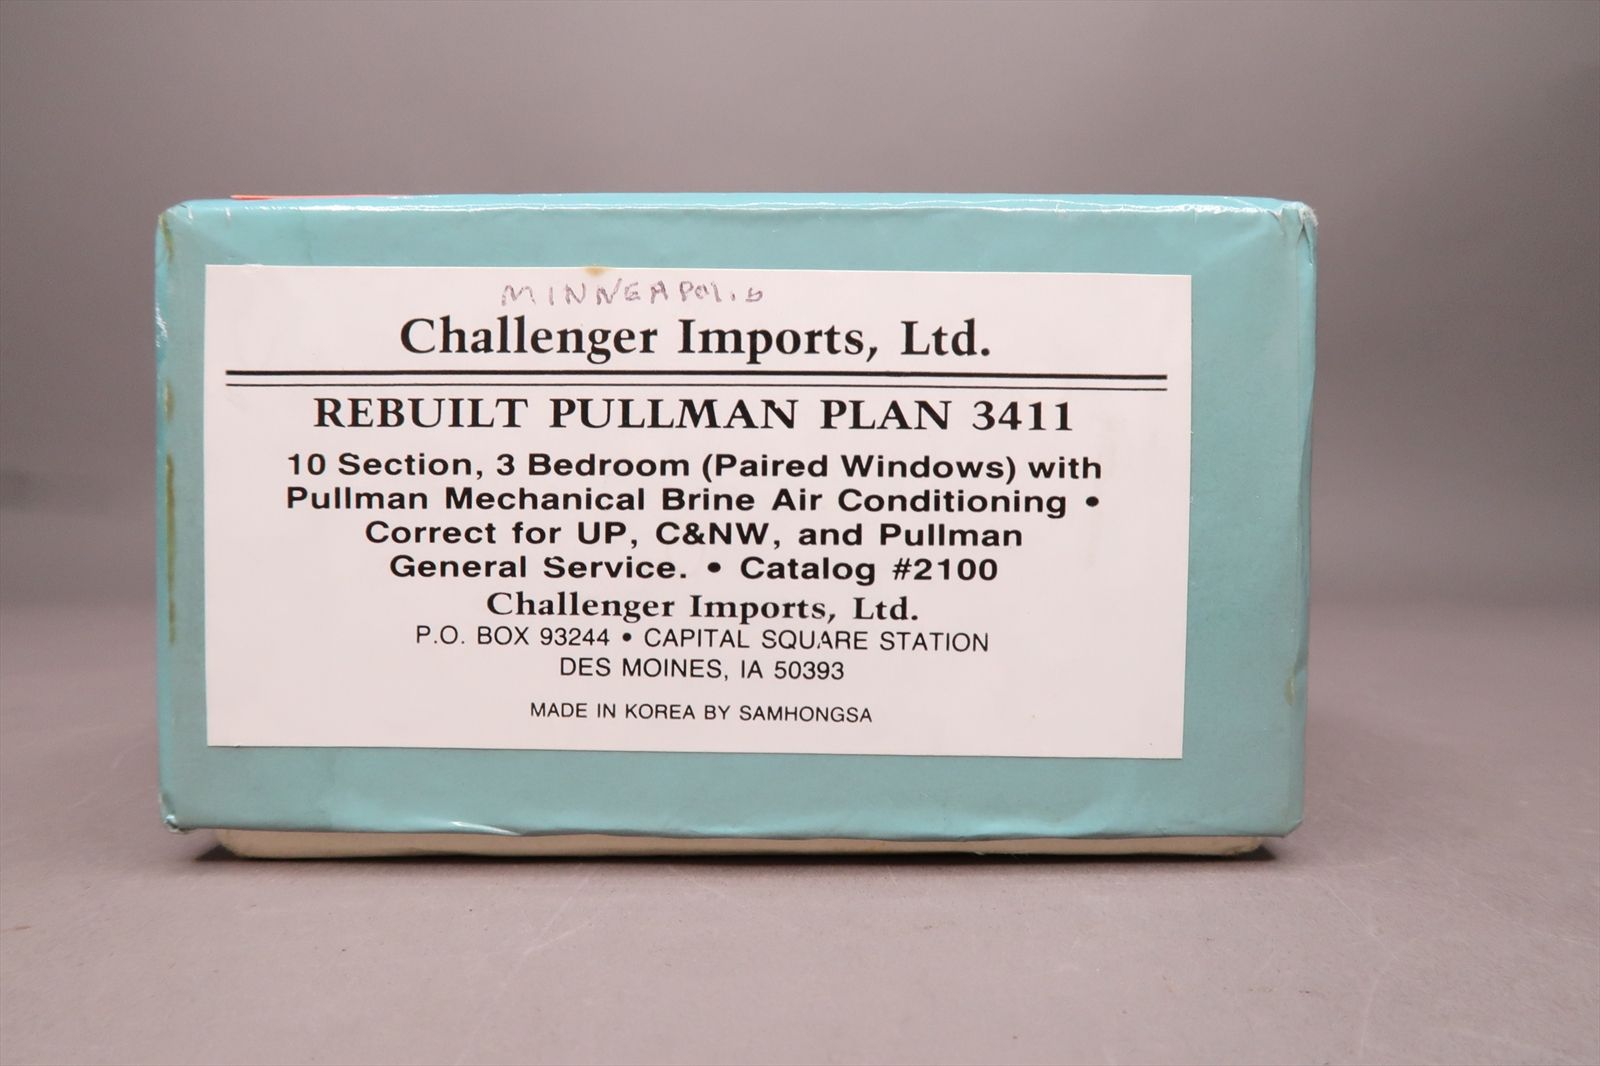 MINNEAPOLIS
Challenger Imports, Ltd.
REBUILT PULLMAN PLAN 3411
10 Section, 3 Bedroom (Paired Windows) with
Pullman Mechanical Brine Air Conditioning •
Correct for UP, C&NW, and Pullman
General Service. • Catalog #2100
Challenger Imports, Ltd.
P.O. BOX 93244 • CAPITAL SQUARE STATION
DES MOINES, IA 50393
MADE IN KOREA BY SAMHONGSA